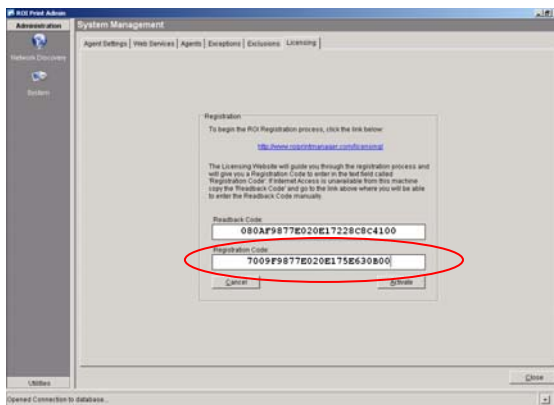 ROI Print Admin
Administration
System Management
Agent Settings | Web Services | Agents | Exceptions | Exclusions | Licensing
Network Discovery
System
Registration
To begin the ROI Registration process, click the link below:
http://www.roiprintmanager.com/licensing/
The Licensing Website will guide you through the registration process and
will give you a Registration Code to enter in the text field called
'Registration Code'. If Internet Access is unavailable from this machine
copy the 'Readback Code' and go to the link above where you will be able
to enter the Readback Code manually.
Readback Code:
080AF9877E020E17228C8C4100
Registration Code:
7009F9877E020E175E630B00
Cancel
Activate
Close
Utilities
Opened Connection to database...